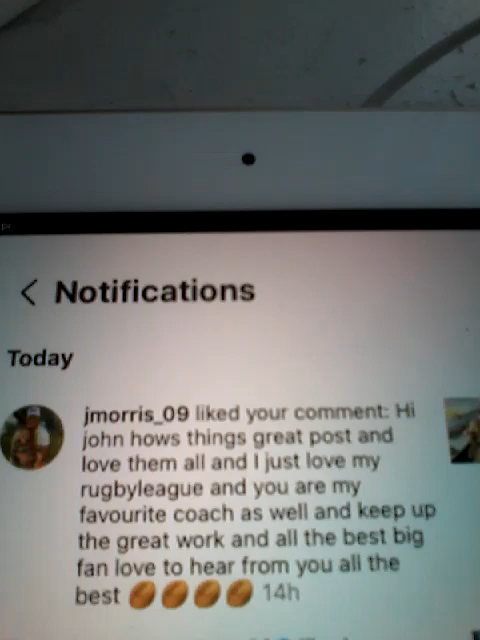 Notifications
Today
jmorris_09 liked your comment: Hi
john hows things great post and
love them all and I just love my
rugbyleague and you are my
favourite coach as well and keep up
the great work and all the best big
fan love to hear from you all the
best 🏉🏉🏉🏉 14h